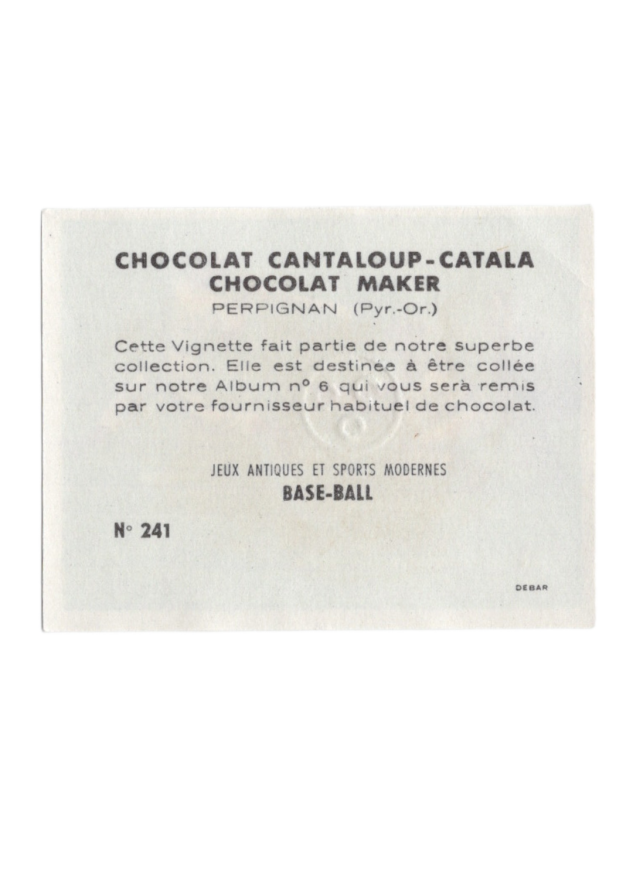 CHOCOLAT CANTALOUP-CATALA
CHOCOLAT MAKER
PERPIGNAN (Pyr.-Or.)
Cette Vignette fait partie de notre superbe
collection. Elle est destinée à être collée
sur notre Album n° 6 qui vous sera remis
par votre fournisseur habituel de chocolat.
JEUX ANTIQUES ET SPORTS MODERNES
BASE-BALL
N° 241
DEBAR